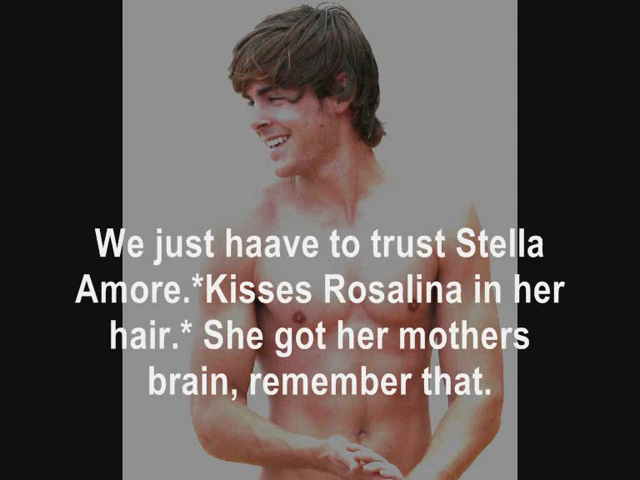 We just haave to trust Stella
Amore.*Kisses Rosalina in her
hair.* She got her mothers
brain, remember that.